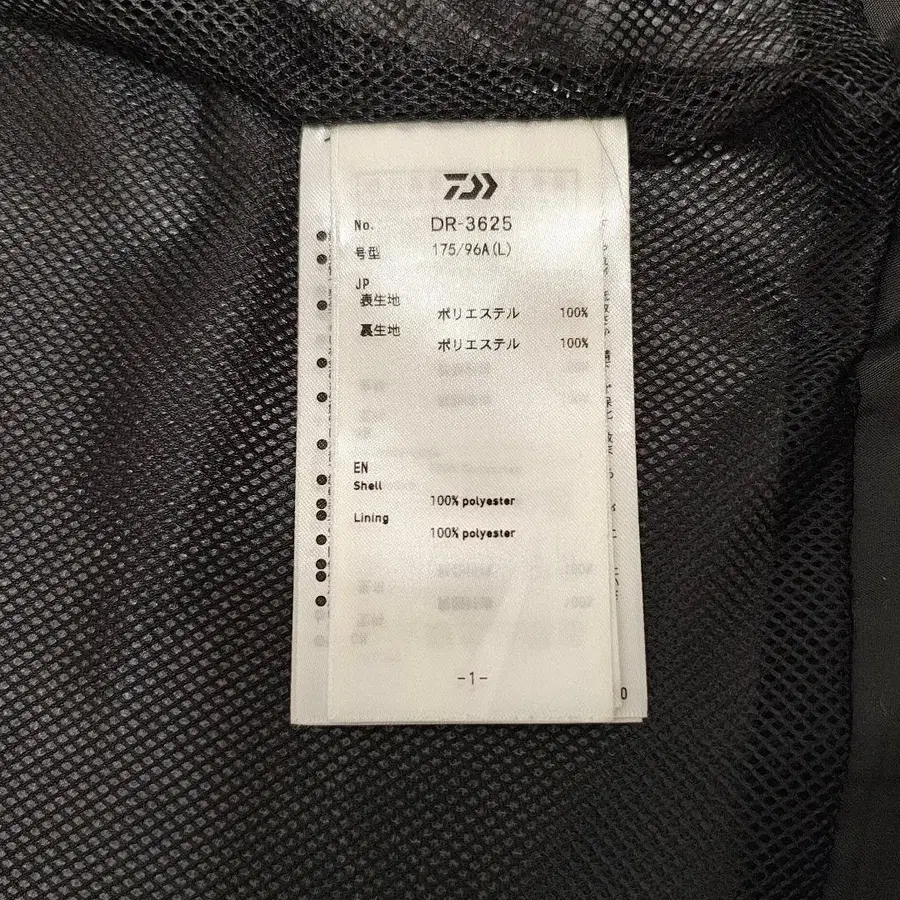 No. DR-3625
号型 175/96A(L)
JP
表生地
ポリエステル 100%
裏生地
ポリエステル 100%
EN
Shell
100% polyester
Lining
100% polyester
-1-
0